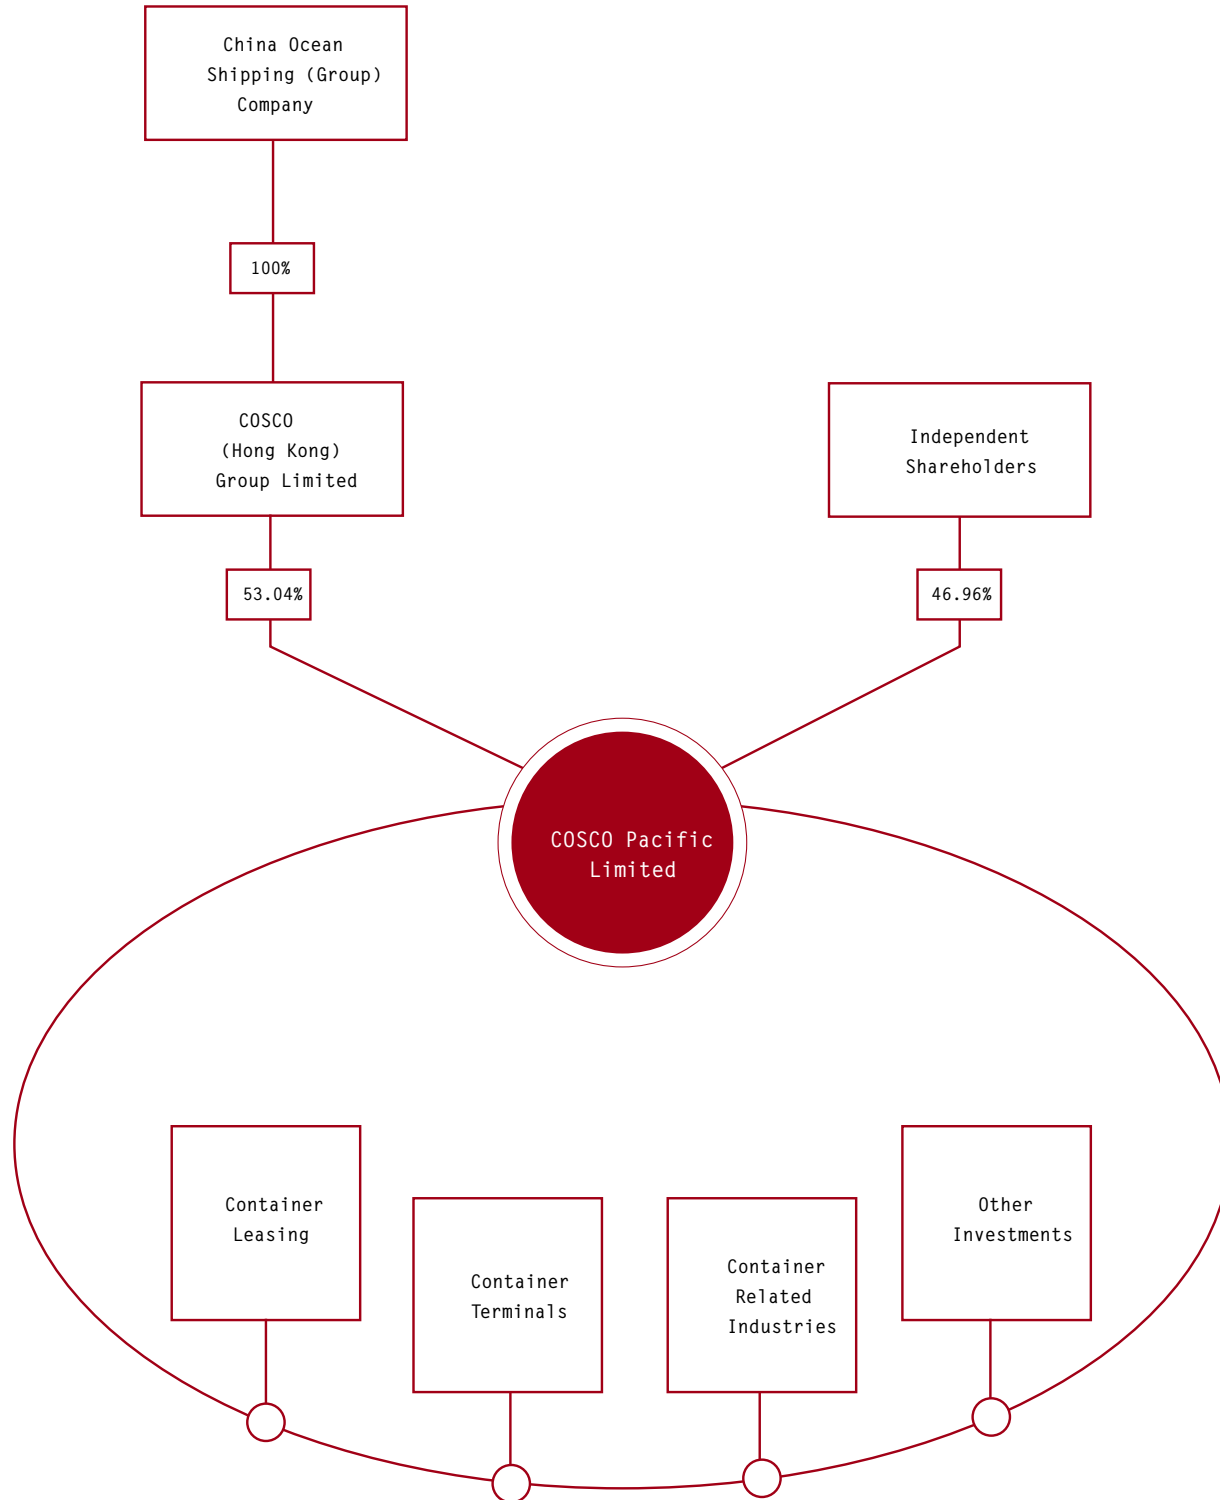 China Ocean
Shipping (Group)
Company
100%
COSCO
(Hong Kong)
Group Limited
Independent
Shareholders
53.04%
46.96%
COSCO Pacific
Limited
Container
Leasing
Container
Terminals
Container
Related
Industries
Other
Investments